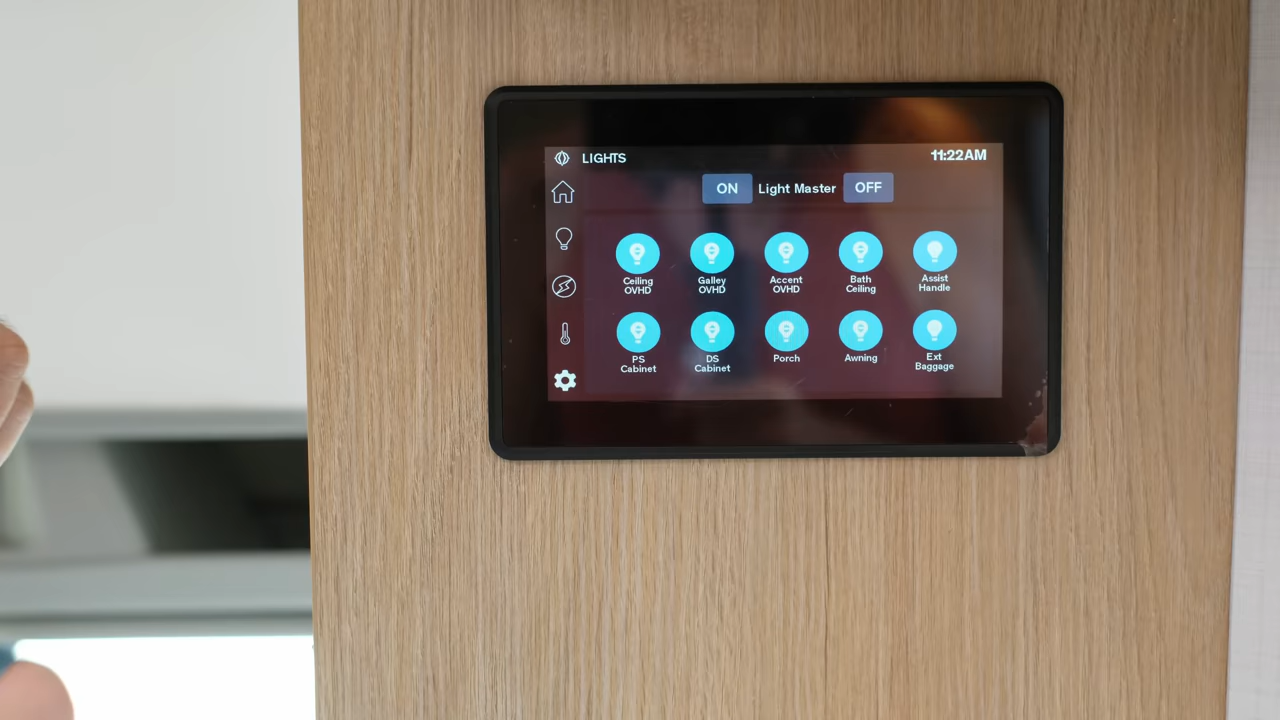 LIGHTS
11:22AM
ON Light Master OFF
Ceiling
OVHD
Galley
OVHD
Accent
OVHD
Bath
Ceiling
Assist
Handle
PS
Cabinet
DS
Cabinet
Porch
Awning
Ext
Baggage